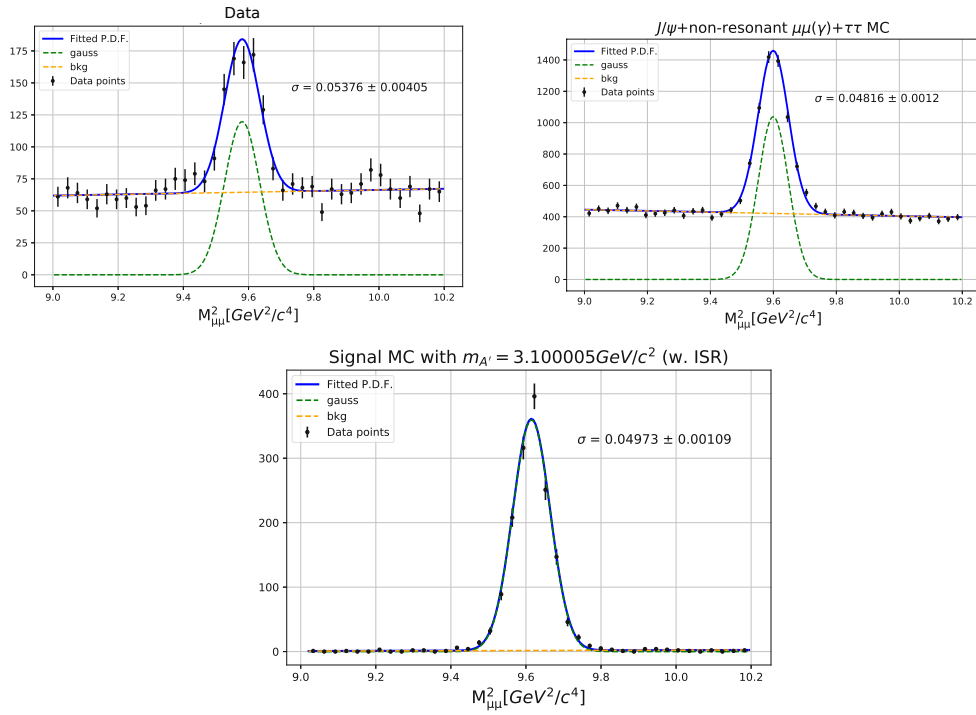 Data
Fitted P.D.F.
gauss
bkg
Data points
σ = 0.05376 ± 0.00405
175
150
125
100
75
50
25
0
9.0 9.2 9.4 9.6 9.8 10.0 10.2
M²μμ[GeV²/c⁴]
J/ψ+non-resonant μμ(γ)+ττ MC
Fitted P.D.F.
gauss
bkg
Data points
σ = 0.04816 ± 0.0012
1400
1200
1000
800
600
400
200
0
9.0 9.2 9.4 9.6 9.8 10.0 10.2
M²μμ[GeV²/c⁴]
Signal MC with mA′ = 3.100005GeV/c² (w. ISR)
Fitted P.D.F.
gauss
bkg
Data points
σ = 0.04973 ± 0.00109
400
300
200
100
0
9.0 9.2 9.4 9.6 9.8 10.0 10.2
M²μμ[GeV²/c⁴]